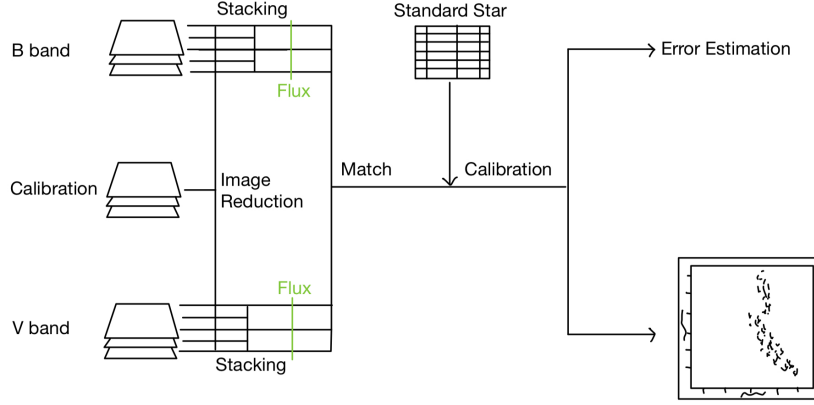 Stacking
Standard Star
B band
Error Estimation
Flux
Match
Calibration
Calibration
Image
Reduction
Flux
V band
Stacking